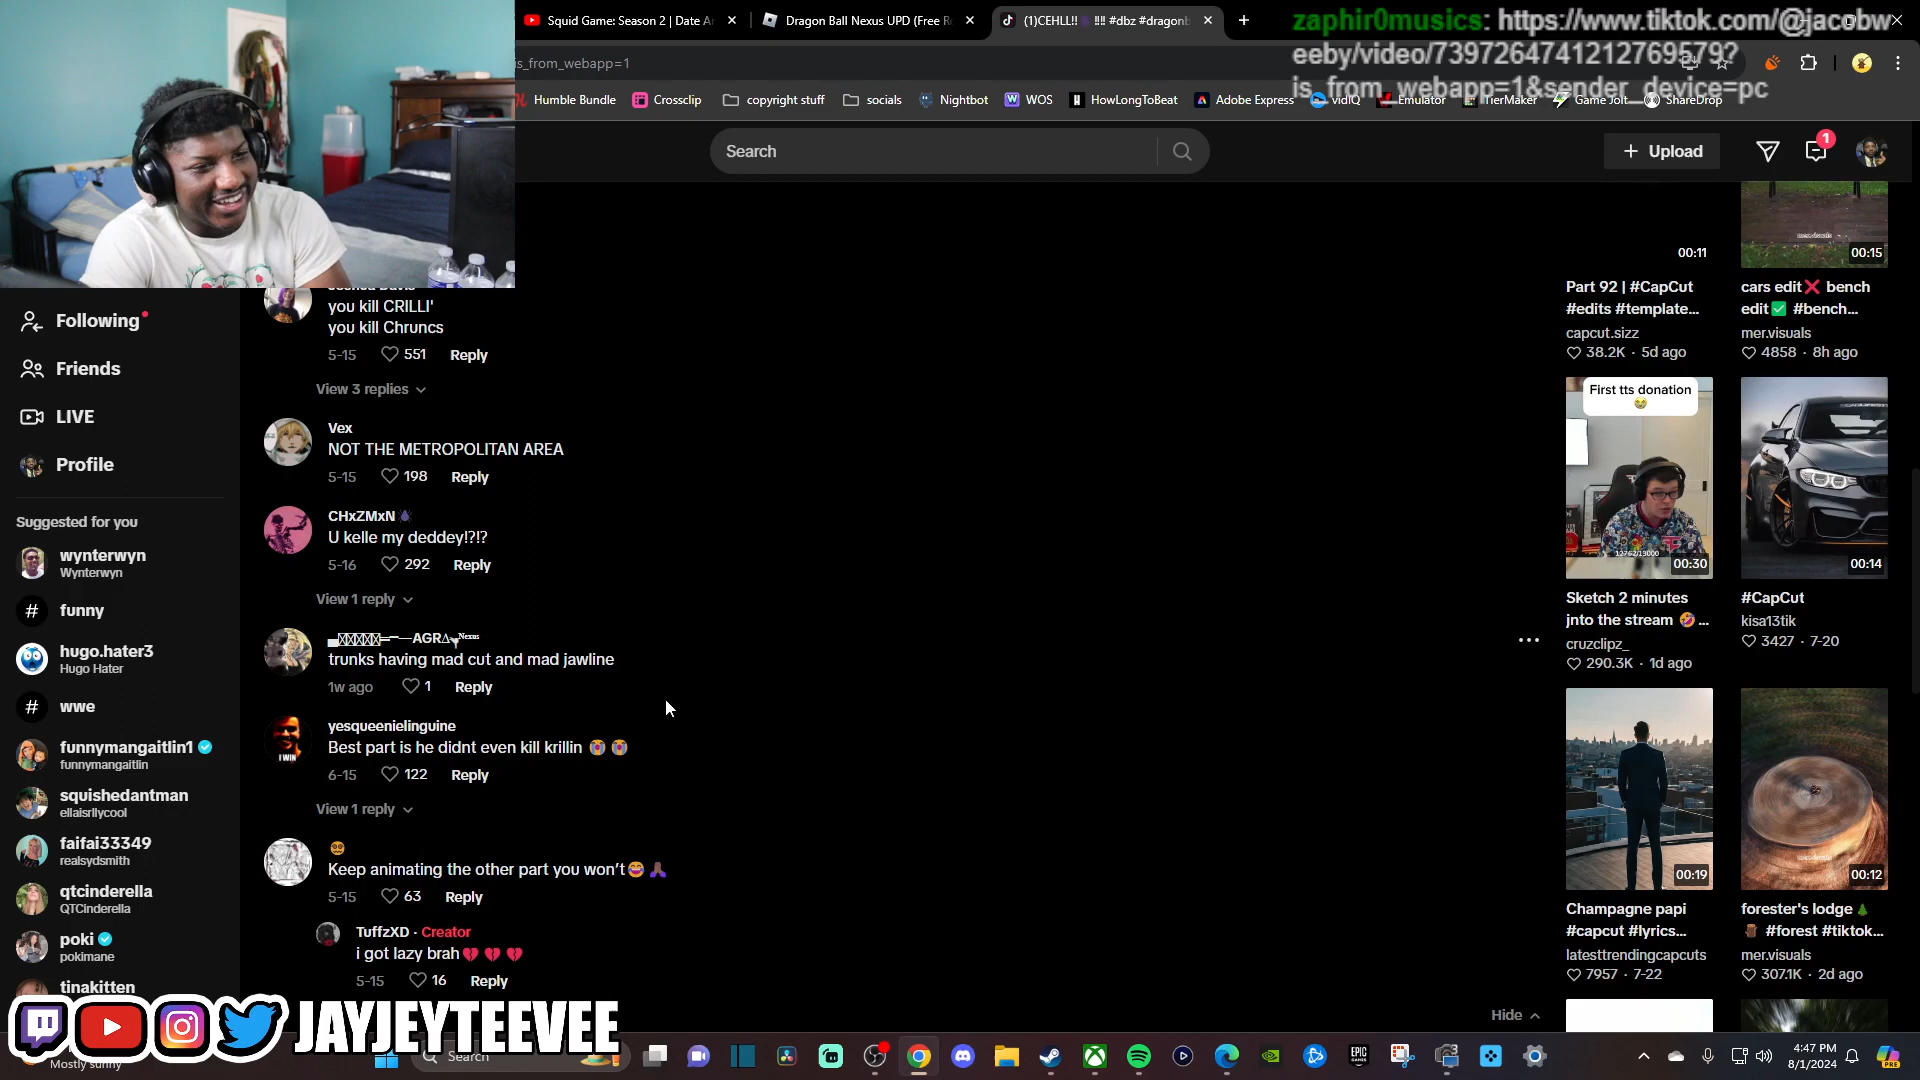 Squid Game: Season 2 | Date A
Dragon Ball Nexus UPD (Free R
(1)CEHLL!! ‼‼ #dbz #dragonb
zaphir0musics: https://www.tiktok.com/@jacobw
eeby/video/7397264741212769579?
is_from_webapp=1&sender_device=pc
is_from_webapp=1
Humble Bundle
Crossclip
copyright stuff
socials
Nightbot
WOS
HowLongToBeat
Adobe Express
vidIQ
Emulator
TierMaker
Game Jolt
ShareDrop
Search
+ Upload
1
Following
Friends
LIVE
Profile
Suggested for you
wynterwyn
Wynterwyn
# funny
hugo.hater3
Hugo Hater
# wwe
funnymangaitlin1
funnymangaitlin
squishedantman
ellaisrllycool
faifai33349
realsydsmith
qtcinderella
QTCinderella
poki
pokimane
tinakitten
you kill CRILLI'
you kill Chruncs
5-15 551 Reply
View 3 replies
Vex
NOT THE METROPOLITAN AREA
5-15 198 Reply
CHxZMxN
U kelle my deddey!?!?
5-16 292 Reply
View 1 reply
trunks having mad cut and mad jawline
1w ago 1 Reply
I WIN
yesqueenielinguine
Best part is he didnt even kill krillin 😭 😭
6-15 122 Reply
View 1 reply
Keep animating the other part you won't😂🙏🏾
5-15 63 Reply
TuffzXD · Creator
i got lazy brah💔 💔 💔
5-15 16 Reply
Hide
00:11
Part 92 | #CapCut
#edits #template...
capcut.sizz
38.2K · 5d ago
mer.visuals
00:15
cars edit❌ bench
edit✅ #bench...
mer.visuals
4858 · 8h ago
First tts donation
😭
12762/13000
00:30
Sketch 2 minutes
jnto the stream 🤣 ...
cruzclipz_
290.3K · 1d ago
00:14
#CapCut
kisa13tik
3427 · 7-20
00:19
Champagne papi
#capcut #lyrics...
latesttrendingcapcuts
7957 · 7-22
00:12
forester's lodge🌲
🪵 #forest #tiktok...
mer.visuals
307.1K · 2d ago
JAYJEYTEEVEE
Mostly sunny
Search
EPIC
GAMES
4:47 PM
8/1/2024
PRE